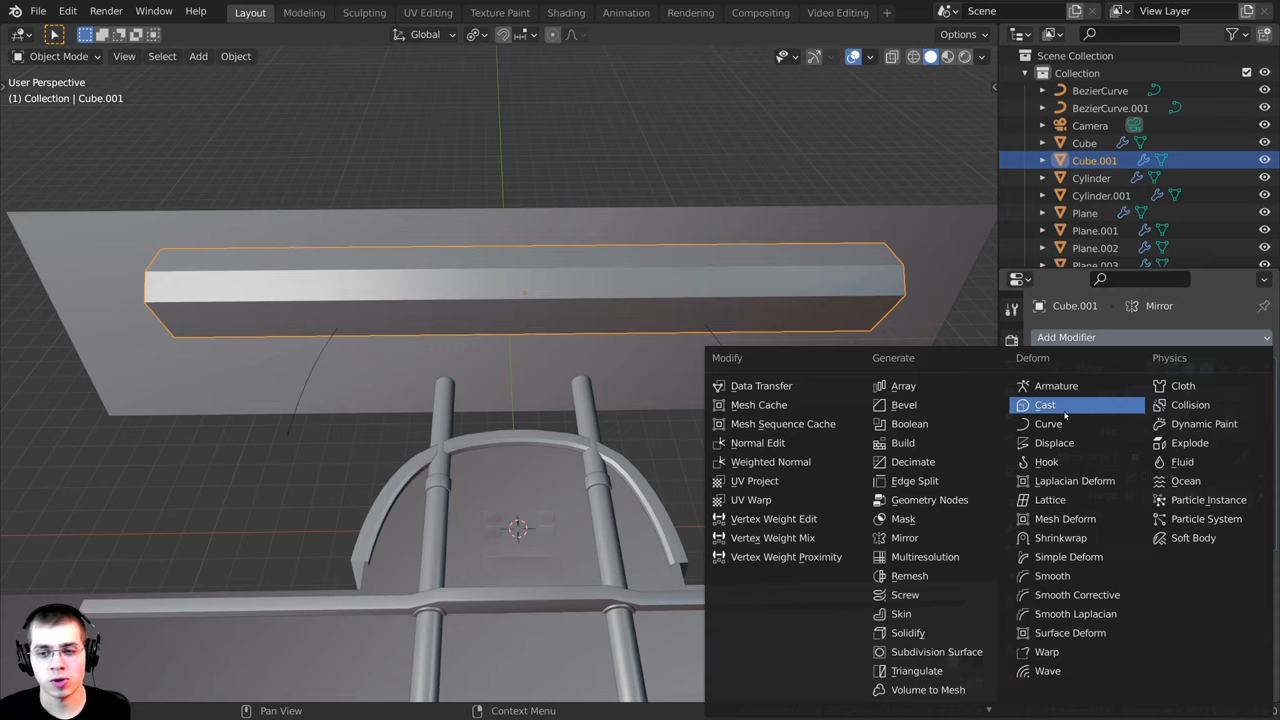 File Edit Render Window Help Layout Modeling Sculpting UV Editing Texture Paint Shading Animation Rendering Compositing Video Editing + Scene View Layer
Global Options
Object Mode View Select Add Object
User Perspective
(1) Collection | Cube.001
Scene Collection
Collection
BezierCurve
BezierCurve.001
Camera
Cube
Cube.001
Cylinder
Cylinder.001
Plane
Plane.001
Plane.002
Plane.003
Cube.001 Mirror
Add Modifier
Modify Generate Deform Physics
Data Transfer Array Armature Cloth
Mesh Cache Bevel Cast Collision
Mesh Sequence Cache Boolean Curve Dynamic Paint
Normal Edit Build Displace Explode
Weighted Normal Decimate Hook Fluid
UV Project Edge Split Laplacian Deform Ocean
UV Warp Geometry Nodes Lattice Particle Instance
Vertex Weight Edit Mask Mesh Deform Particle System
Vertex Weight Mix Mirror Shrinkwrap Soft Body
Vertex Weight Proximity Multiresolution Simple Deform
Remesh Smooth
Screw Smooth Corrective
Skin Smooth Laplacian
Solidify Surface Deform
Subdivision Surface Warp
Triangulate Wave
Volume to Mesh
Pan View Context Menu